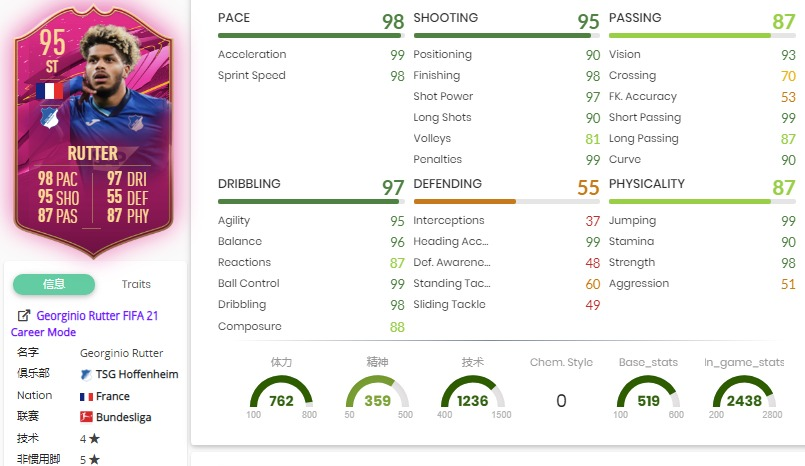 95
ST
RUTTER
98 PAC 97 DRI
95 SHO 55 DEF
87 PAS 87 PHY
信息 Traits
Georginio Rutter FIFA 21
Career Mode
名字 Georginio Rutter
俱乐部 TSG Hoffenheim
Nation France
联赛 Bundesliga
技术 4 ★
非惯用脚 5 ★
PACE 98
Acceleration 99
Sprint Speed 98
SHOOTING 95
Positioning 90
Finishing 98
Shot Power 97
Long Shots 90
Volleys 81
Penalties 99
PASSING 87
Vision 93
Crossing 70
FK. Accuracy 53
Short Passing 99
Long Passing 87
Curve 90
DRIBBLING 97
Agility 95
Balance 96
Reactions 87
Ball Control 99
Dribbling 98
Composure 88
DEFENDING 55
Interceptions 37
Heading Acc... 99
Def. Awarene... 48
Standing Tac... 60
Sliding Tackle 49
PHYSICALITY 87
Jumping 99
Stamina 90
Strength 98
Aggression 51
体力 精神 技术 Chem. Style Base_stats In_game_stats
762 359 1236 0 519 2438
100 800 50 500 400 1500 100 600 200 2800